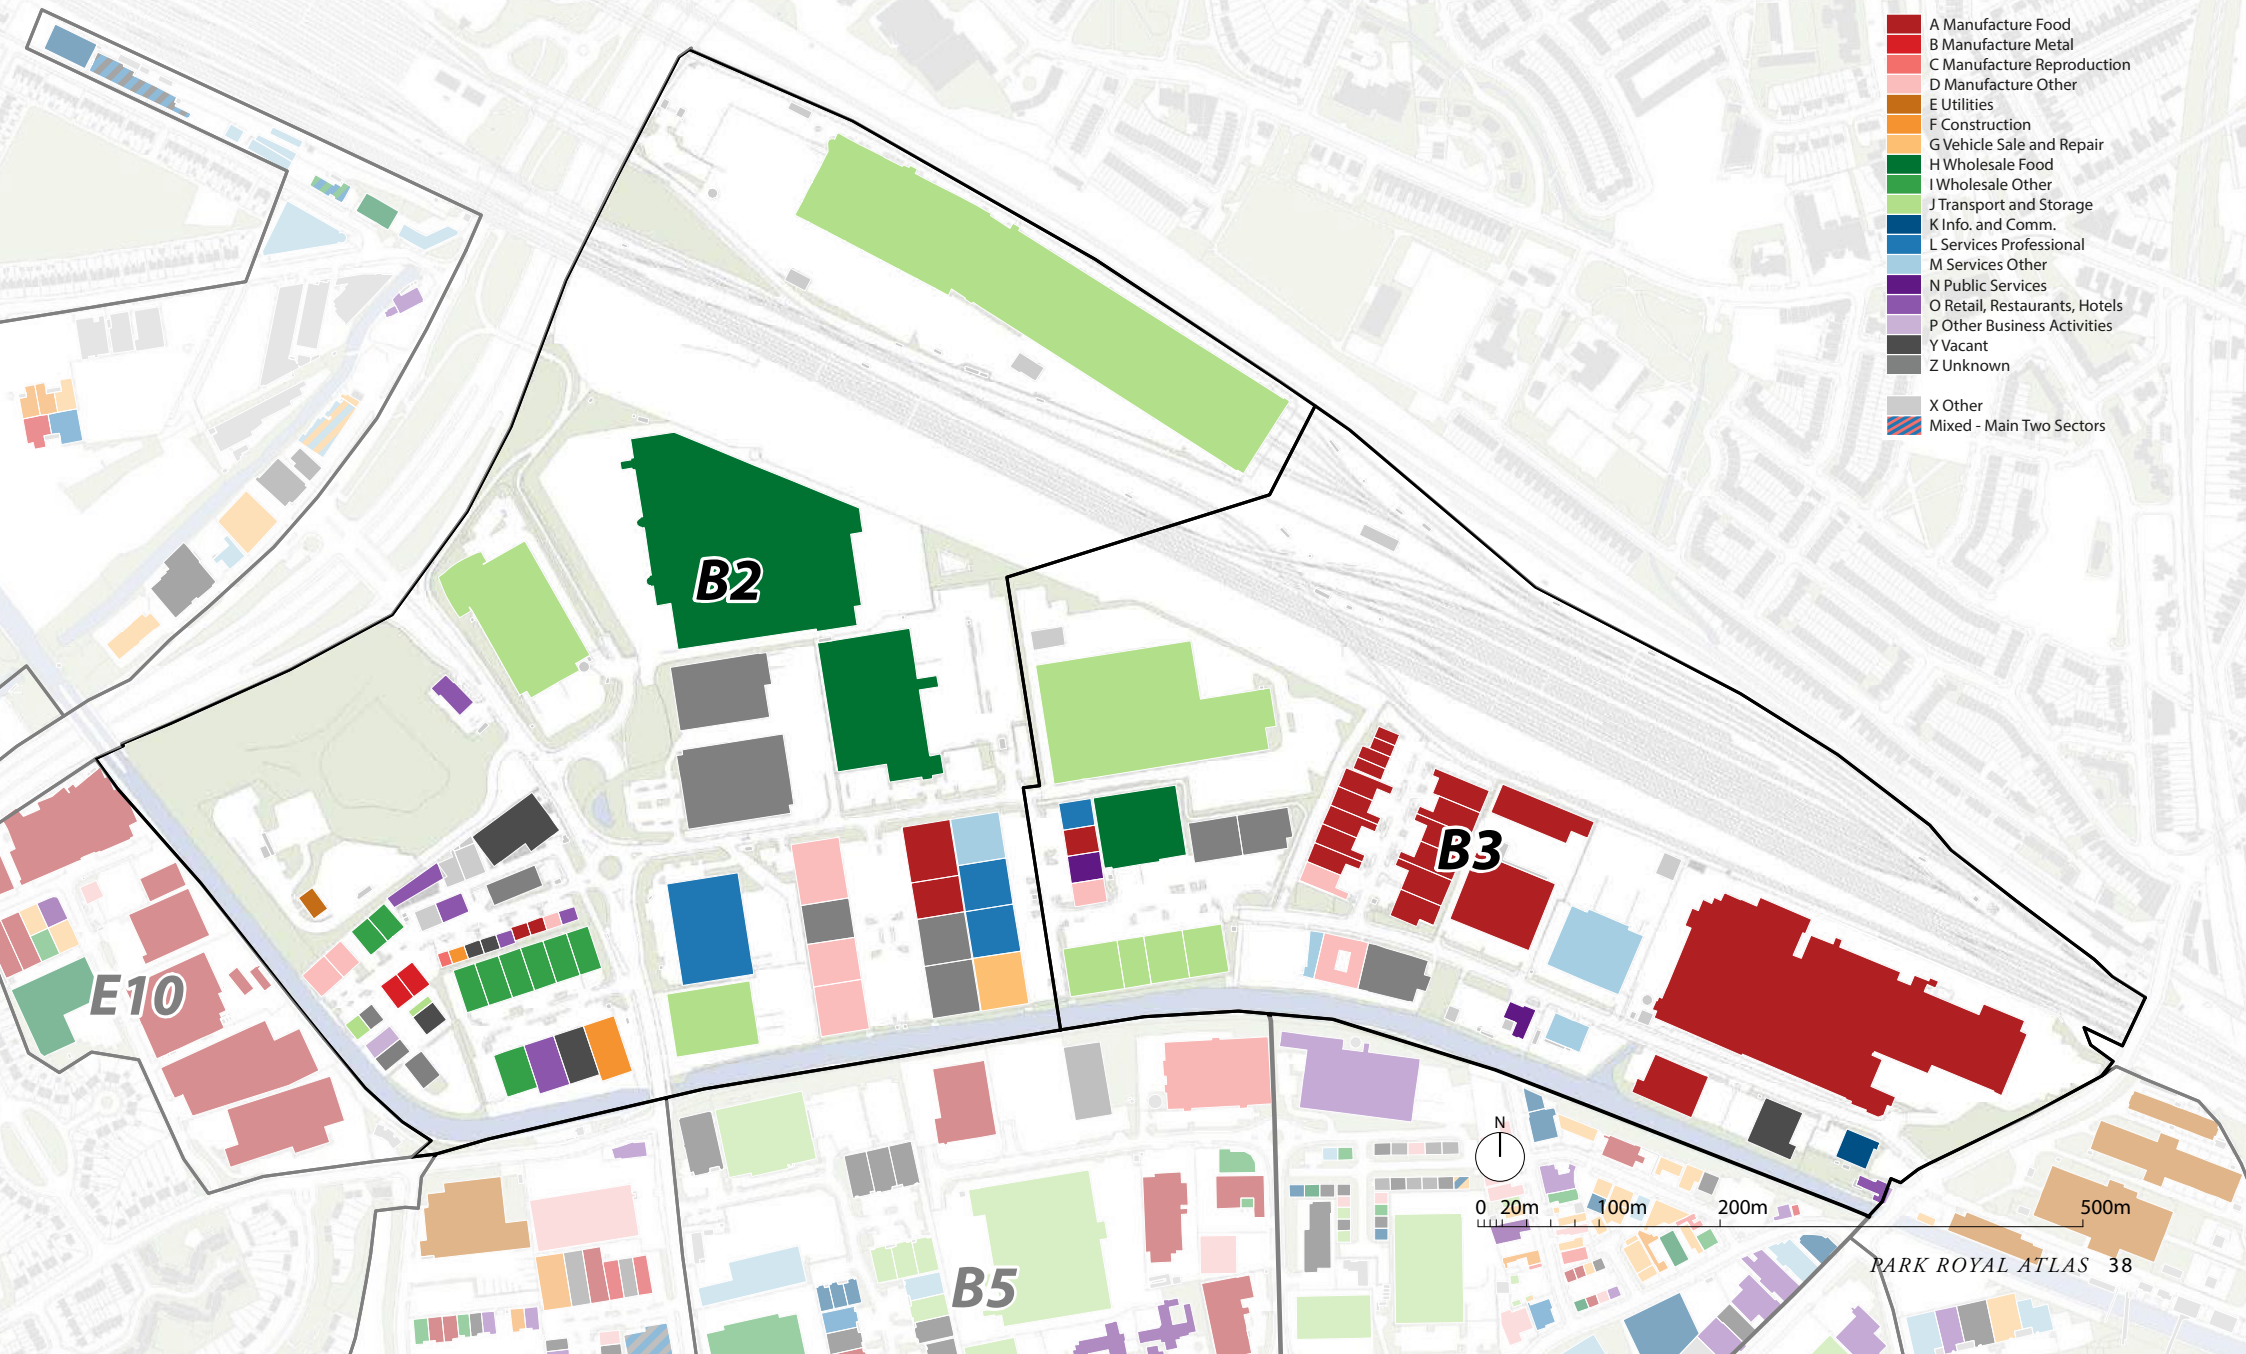 A Manufacture Food
B Manufacture Metal
C Manufacture Reproduction
D Manufacture Other
E Utilities
F Construction
G Vehicle Sale and Repair
H Wholesale Food
I Wholesale Other
J Transport and Storage
K Info. and Comm.
L Services Professional
M Services Other
N Public Services
O Retail, Restaurants, Hotels
P Other Business Activities
Y Vacant
Z Unknown
X Other
Mixed - Main Two Sectors
B2
B3
E10
B5
N
0 20m 100m 200m 500m
PARK ROYAL ATLAS 38